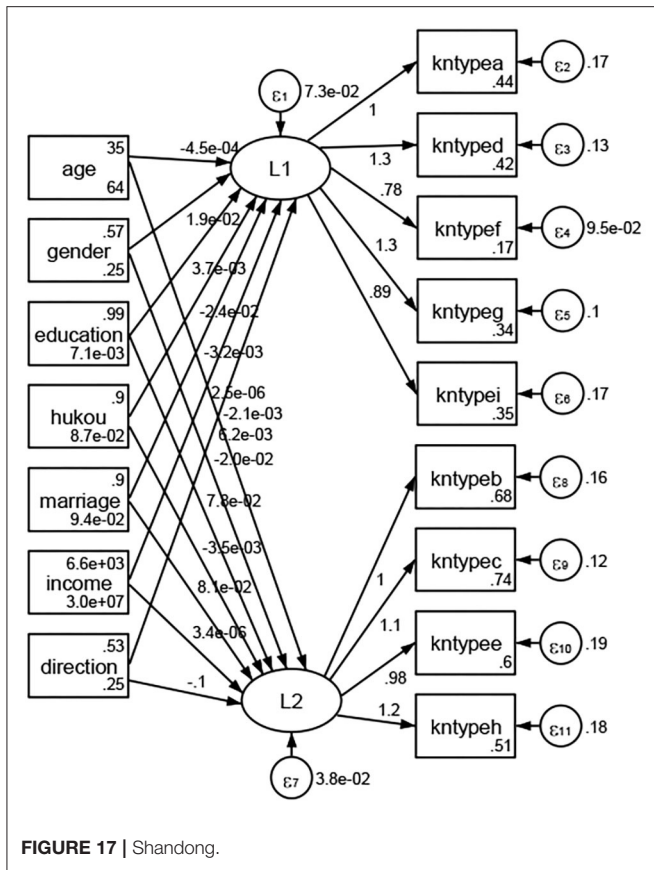 ε1 7.3e-02
35
age
64
.57
gender
.25
.99
education
7.1e-03
.9
hukou
8.7e-02
.9
marriage
9.4e-02
6.6e+03
income
3.0e+07
.53
direction
.25
-4.5e-04
1.9e-02
3.7e-03
-2.4e-02
-3.2e-03
2.5e-06
-2.1e-03
6.2e-03
-2.0e-02
7.8e-02
-3.5e-03
8.1e-02
3.4e-06
-.1
L1
1
1.3
.78
1.3
.89
kntypea
.44
ε2 .17
kntyped
.42
ε3 .13
kntypef
.17
ε4 9.5e-02
kntypeg
.34
ε5 .1
kntypei
.35
ε6 .17
L2
1
1.1
.98
1.2
kntypeb
.68
ε8 .16
kntypec
.74
ε9 .12
kntypee
.6
ε10 .19
kntypeh
.51
ε11 .18
ε7 3.8e-02
FIGURE 17 | Shandong.